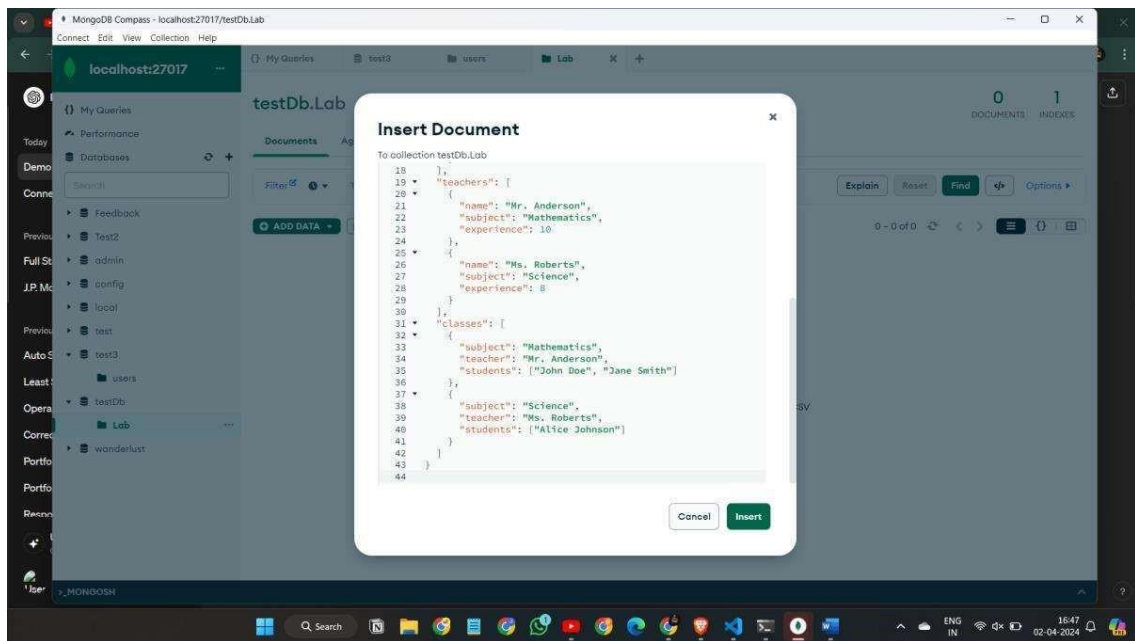 MongoDB Compass - localhost:27017/testDb.Lab
Connect Edit View Collection Help
localhost:27017 ...
{} My Queries test3 users Lab
{} My Queries
Performance
Databases
Search
Feedback
Test2
admin
config
local
test
test3
users
testDb
Lab ...
wanderlust
>_MONGOSH
Today
Demo
Conne
Previou
Full St
J.P. Mo
Previou
Auto S
Least
Opera
Correc
Portfo
Portfo
Respo
User
testDb.Lab
0
DOCUMENTS
1
INDEXES
Documents Ag
Filter
Explain Reset Find </> Options
ADD DATA
0 - 0 of 0
SV
Insert Document
To collection testDb.Lab
18 ],
19 "teachers": [
20 {
21 "name": "Mr. Anderson",
22 "subject": "Mathematics",
23 "experience": 10
24 },
25 {
26 "name": "Ms. Roberts",
27 "subject": "Science",
28 "experience": 8
29 }
30 ],
31 "classes": [
32 {
33 "subject": "Mathematics",
34 "teacher": "Mr. Anderson",
35 "students": ["John Doe", "Jane Smith"]
36 },
37 {
38 "subject": "Science",
39 "teacher": "Ms. Roberts",
40 "students": ["Alice Johnson"]
41 }
42 ]
43 }
44
Cancel Insert
Search
ENG
IN
16:47
02-04-2024